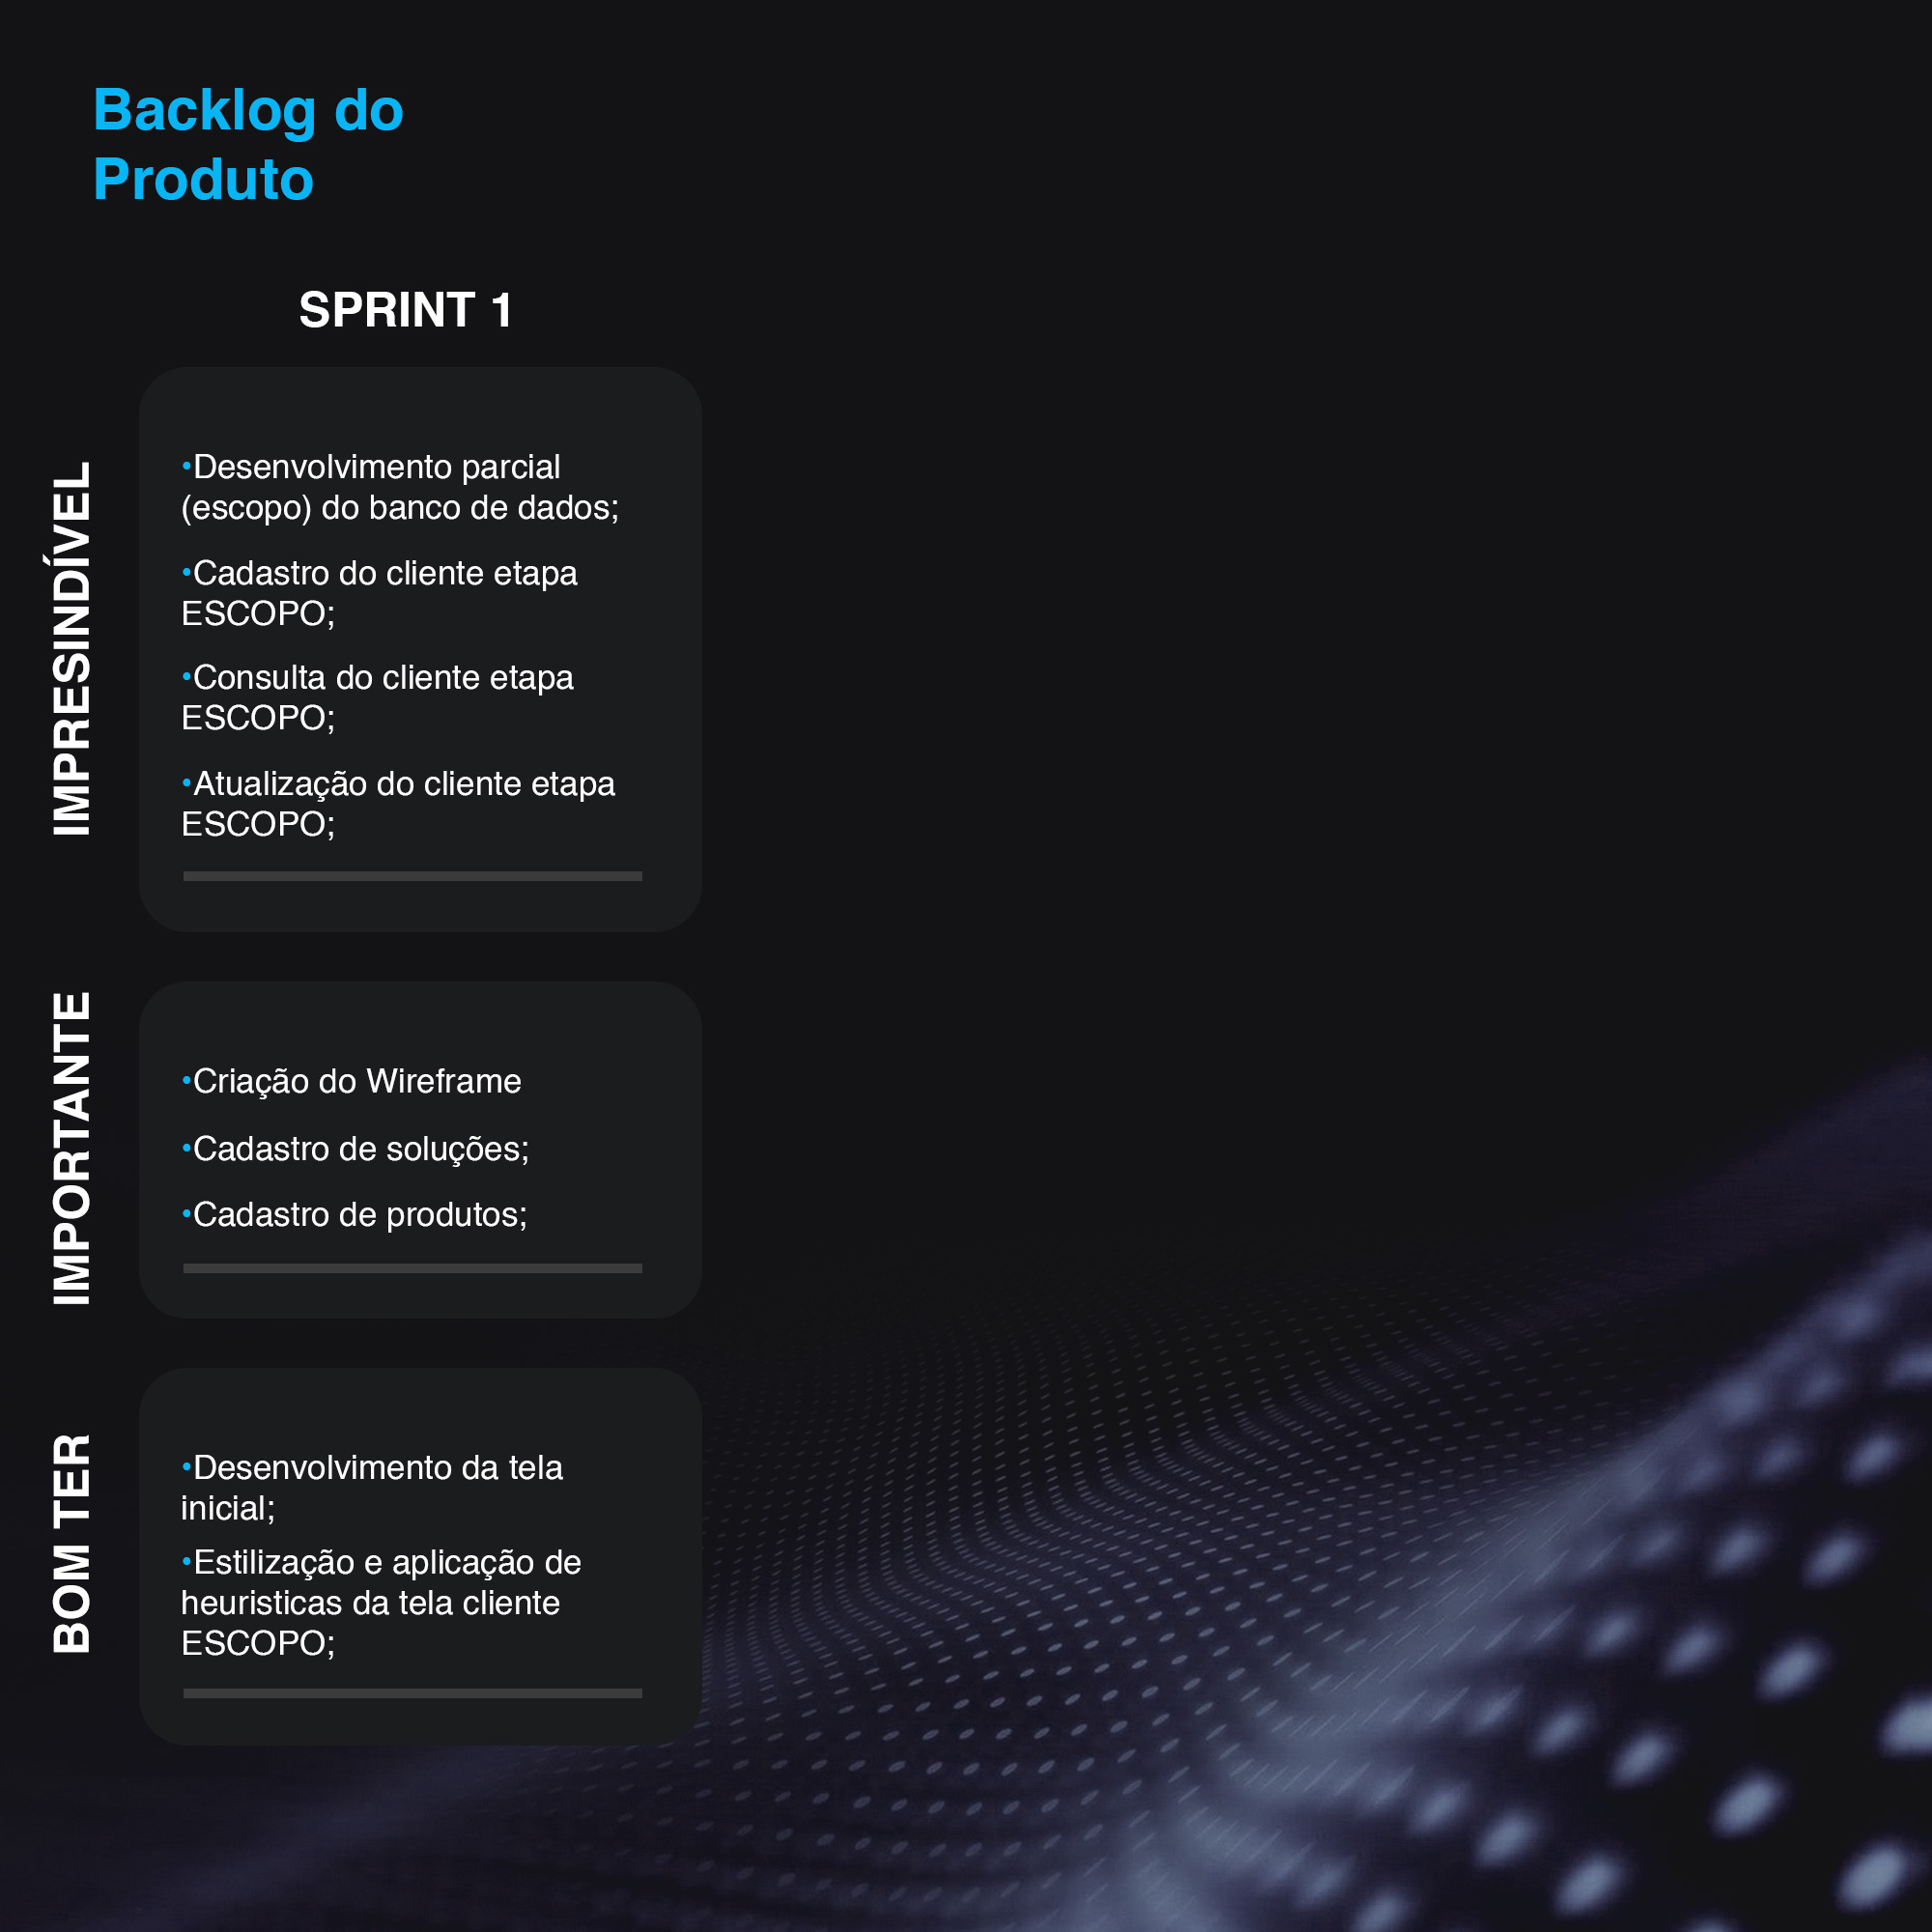 Backlog do
Produto
SPRINT 1
IMPRESINDÍVEL
•Desenvolvimento parcial
(escopo) do banco de dados;
•Cadastro do cliente etapa
ESCOPO;
•Consulta do cliente etapa
ESCOPO;
•Atualização do cliente etapa
ESCOPO;
IMPORTANTE
•Criação do Wireframe
•Cadastro de soluções;
•Cadastro de produtos;
BOM TER
•Desenvolvimento da tela
inicial;
•Estilização e aplicação de
heuristicas da tela cliente
ESCOPO;